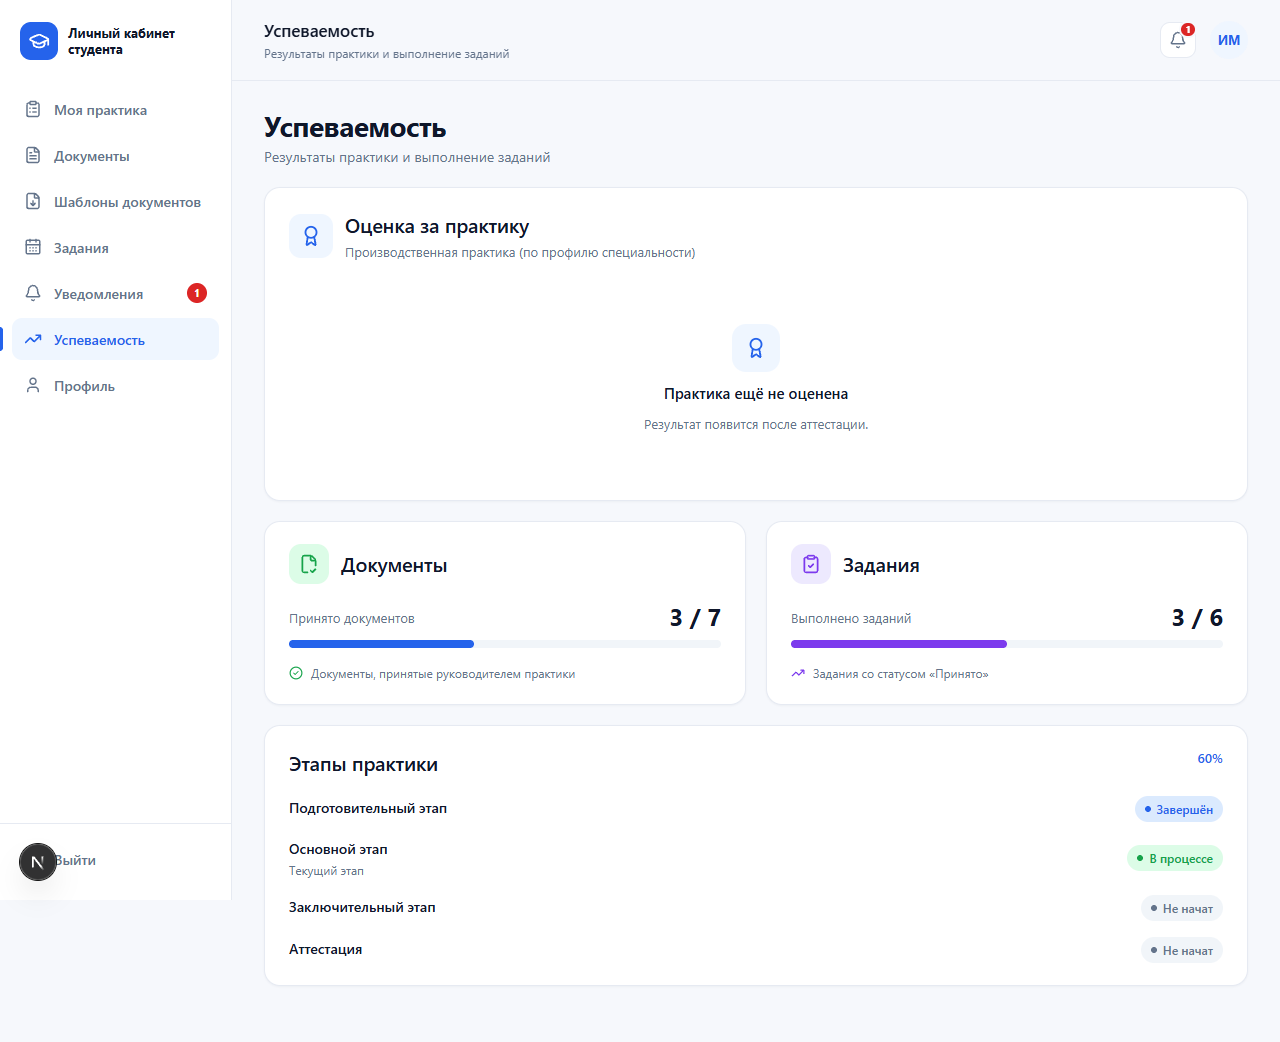 Личный кабинет
студента
Моя практика
Документы
Шаблоны документов
Задания
Уведомления
1
Успеваемость
Профиль
N
Выйти
Успеваемость
Результаты практики и выполнение заданий
1
ИМ
Успеваемость
Результаты практики и выполнение заданий
Оценка за практику
Производственная практика (по профилю специальности)
Практика ещё не оценена
Результат появится после аттестации.
Документы
Принято документов
3 / 7
Документы, принятые руководителем практики
Задания
Выполнено заданий
3 / 6
Задания со статусом «Принято»
Этапы практики
60%
Подготовительный этап
Завершён
Основной этап
Текущий этап
В процессе
Заключительный этап
Не начат
Аттестация
Не начат